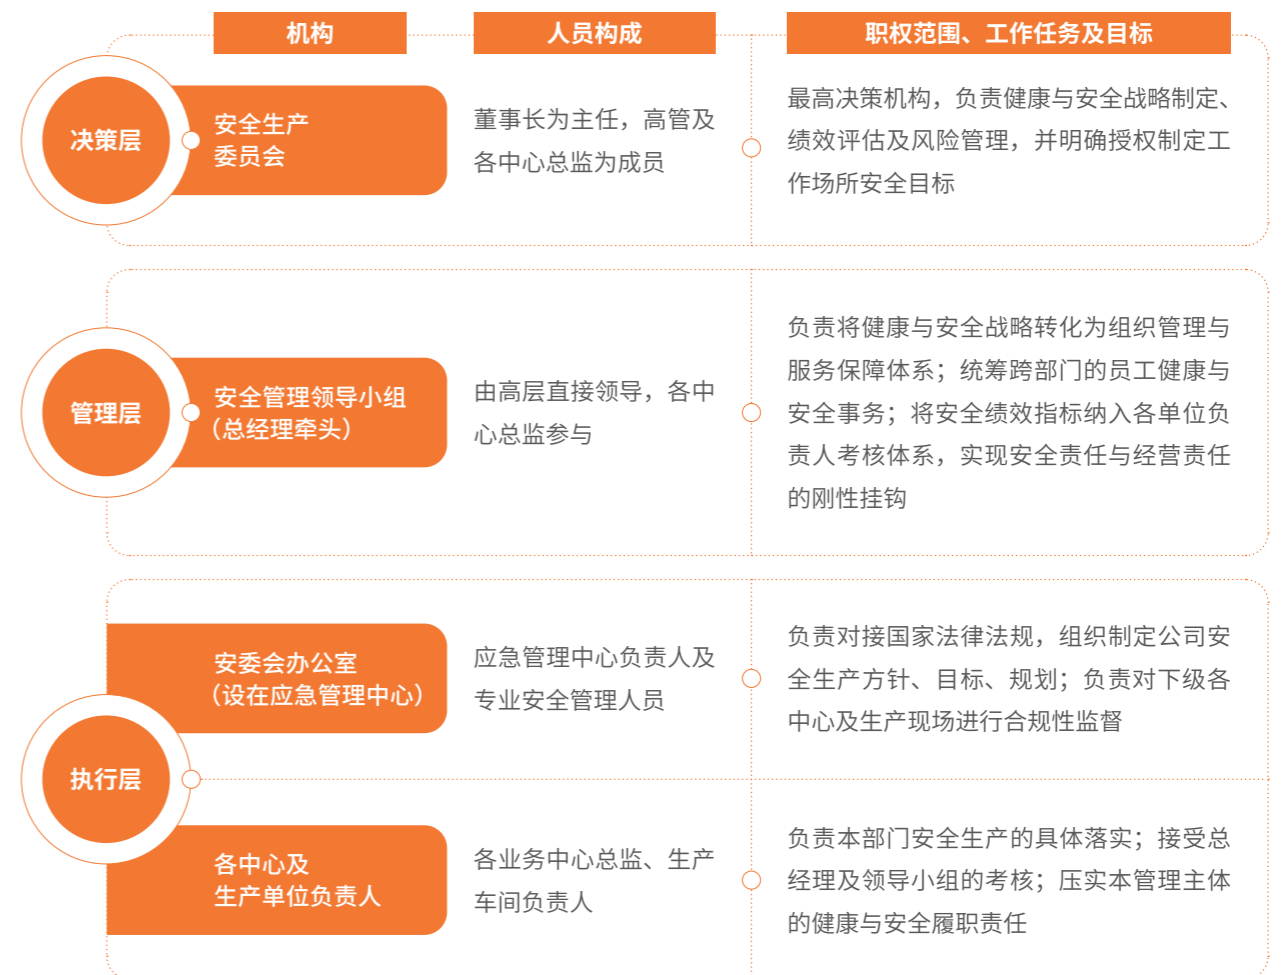 机构
人员构成
职权范围、工作任务及目标
决策层
安全生产
委员会
董事长为主任，高管及
各中心总监为成员
最高决策机构，负责健康与安全战略制定、
绩效评估及风险管理，并明确授权制定工
作场所安全目标
管理层
安全管理领导小组
（总经理牵头）
由高层直接领导，各中
心总监参与
负责将健康与安全战略转化为组织管理与
服务保障体系；统筹跨部门的员工健康与
安全事务；将安全绩效指标纳入各单位负
责人考核体系，实现安全责任与经营责任
的刚性挂钩
执行层
安委会办公室
（设在应急管理中心）
应急管理中心负责人及
专业安全管理人员
负责对接国家法律法规，组织制定公司安
全生产方针、目标、规划；负责对下级各
中心及生产现场进行合规性监督
各中心及
生产单位负责人
各业务中心总监、生产
车间负责人
负责本部门安全生产的具体落实；接受总
经理及领导小组的考核；压实本管理主体
的健康与安全履职责任